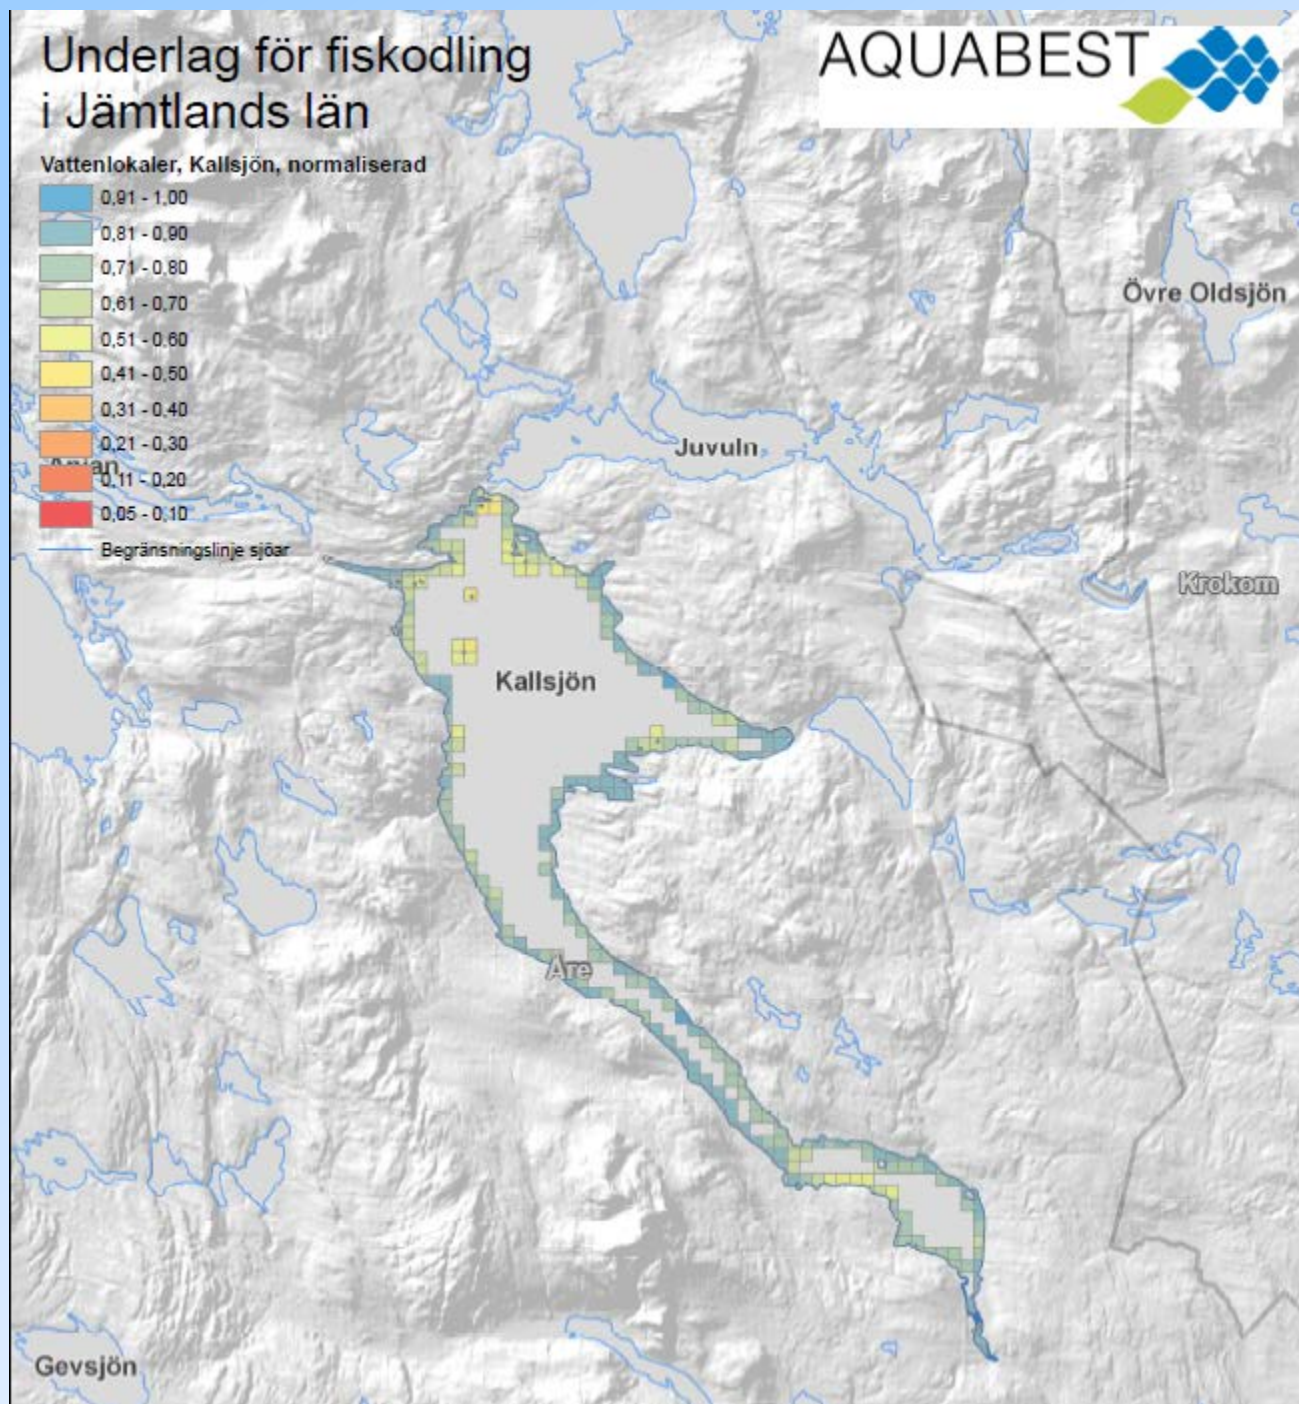 Underlag för fiskodling
i Jämtlands län
AQUABEST
Vattenlokaler, Kallsjön, normaliserad
0,91 - 1,00
0,81 - 0,90
0,71 - 0,80
0,61 - 0,70
0,51 - 0,60
0,41 - 0,50
0,31 - 0,40
0,21 - 0,30
0,11 - 0,20
0,05 - 0,10
Begränsningslinje sjöar
Övre Oldsjön
Juvuln
Anjan
Krokom
Kallsjön
Åre
Gevsjön